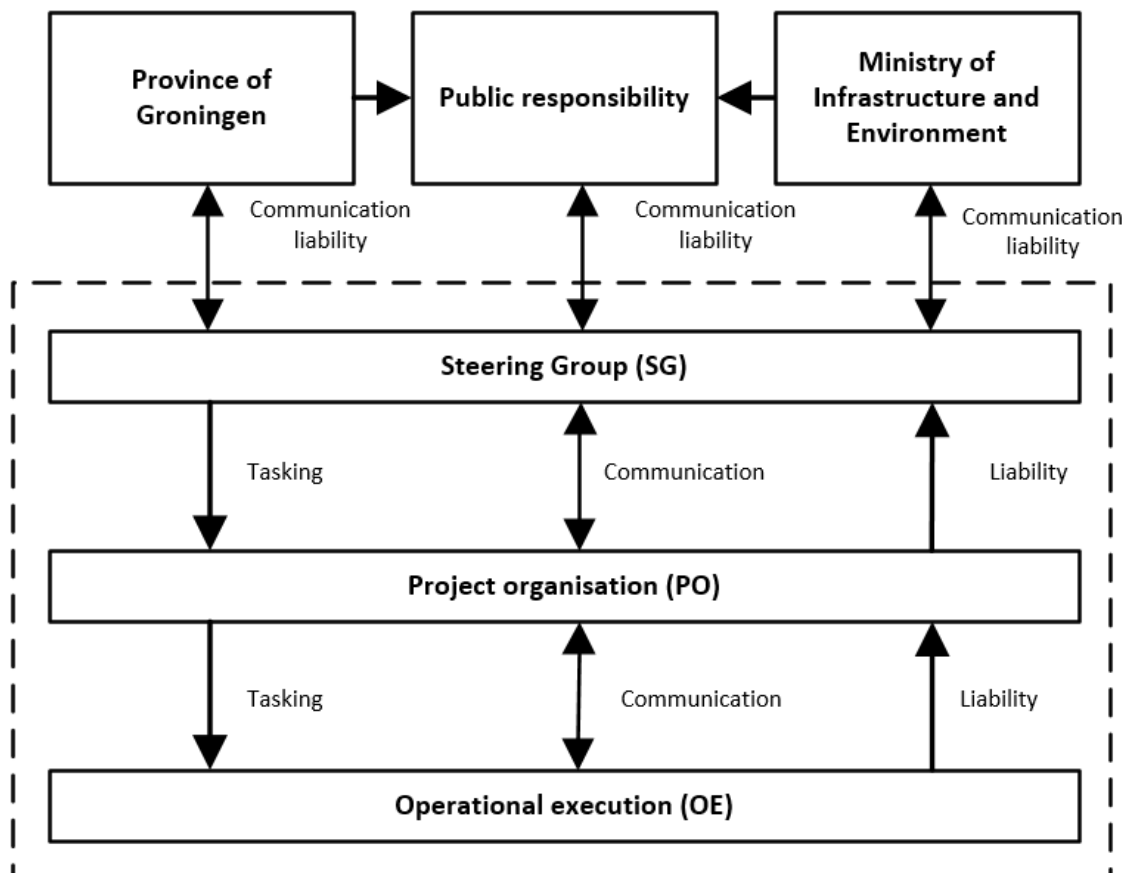 Province of
Groningen
Public responsibility
Ministry of
Infrastructure and
Environment
Communication
liability
Communication
liability
Communication
liability
Steering Group (SG)
Tasking
Communication
Liability
Project organisation (PO)
Tasking
Communication
Liability
Operational execution (OE)